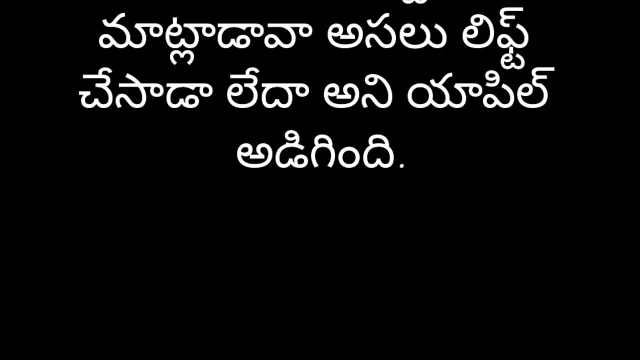 మాట్లాడావా అసలు లిఫ్ట్
చేసాడా లేదా అని యాపిల్
అడిగింది.